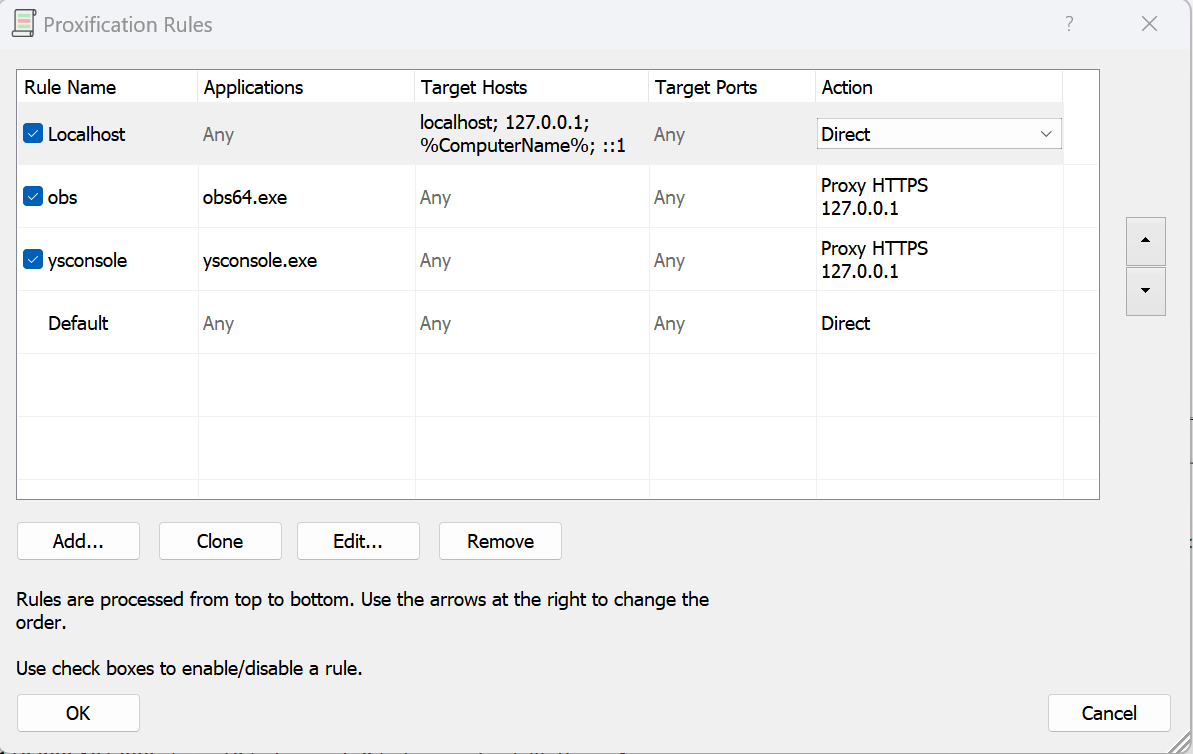 Proxification Rules
?
Rule Name Applications Target Hosts Target Ports Action
Localhost Any localhost; 127.0.0.1; %ComputerName%; ::1 Any Direct
obs obs64.exe Any Any Proxy HTTPS 127.0.0.1
ysconsole ysconsole.exe Any Any Proxy HTTPS 127.0.0.1
Default Any Any Any Direct
Add... Clone Edit... Remove
Rules are processed from top to bottom. Use the arrows at the right to change the
order.
Use check boxes to enable/disable a rule.
OK Cancel